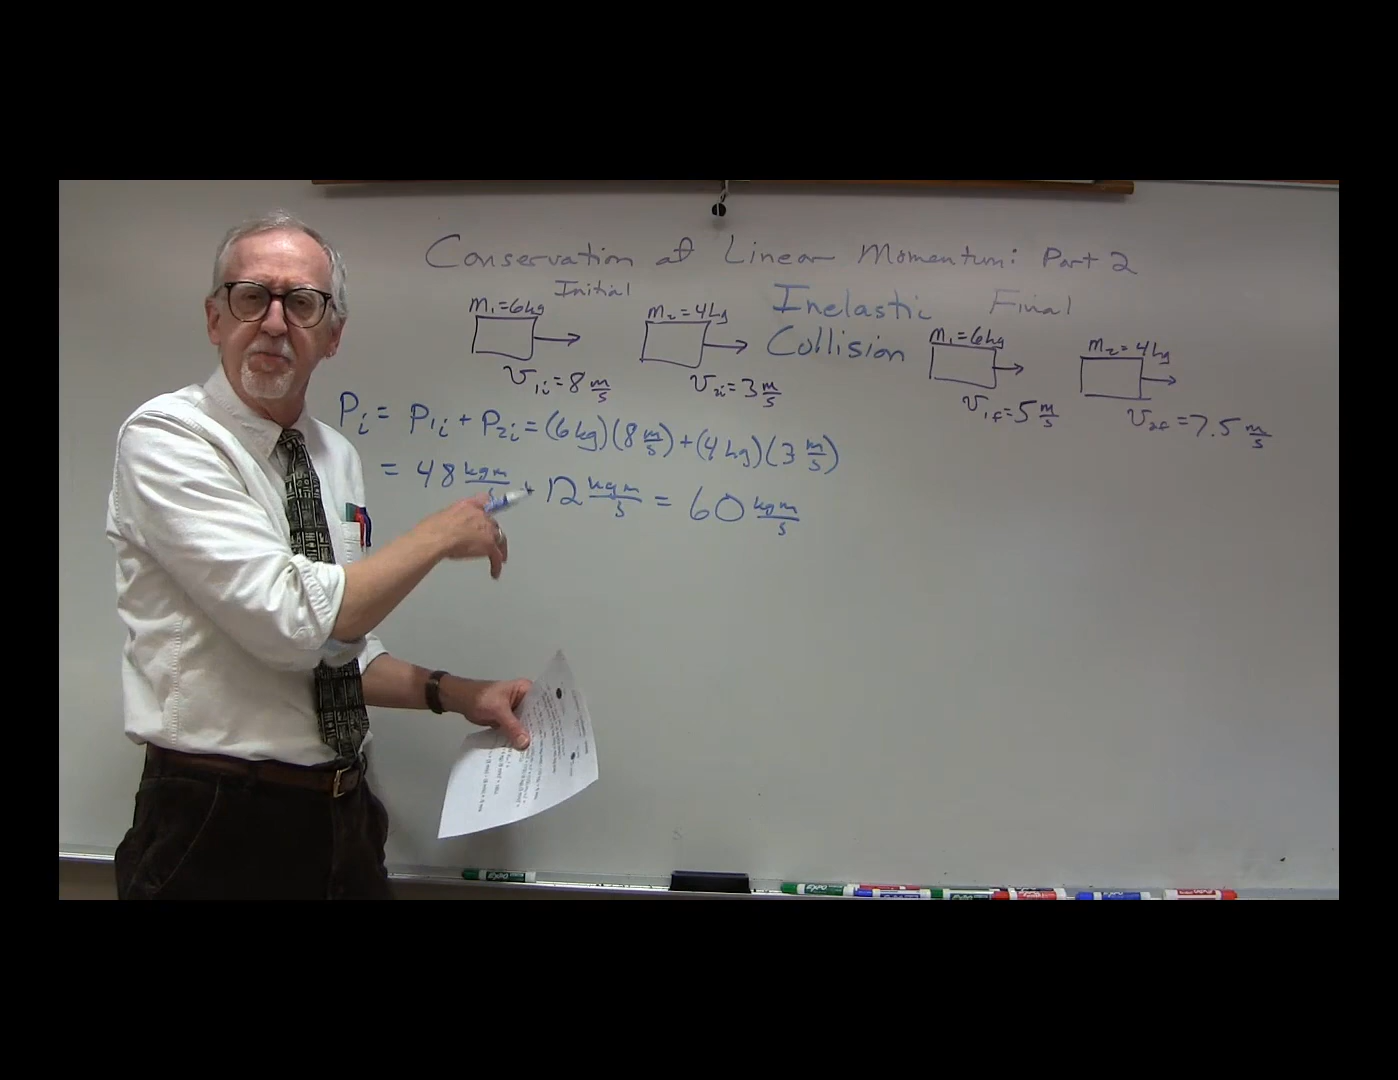 Conservation of Linear Momentum: Part 2
Initial
Inelastic
Collision
Final
m₁=6kg
m₂=4kg
v₁ᵢ=8 m/s
v₂ᵢ=3 m/s
m₁=6kg
m₂=4kg
v₁f=5 m/s
v₂f=7.5 m/s
Pᵢ = P₁ᵢ + P₂ᵢ = (6kg)(8 m/s)+(4kg)(3 m/s)
= 48 kgm/s + 12 kgm/s = 60 kgm/s